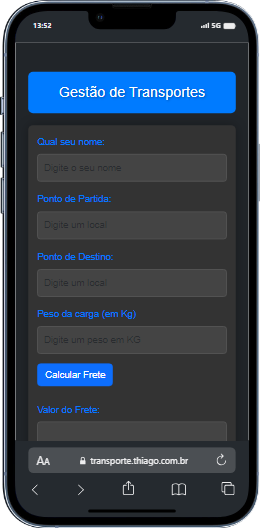 13:52
5G
Gestão de Transportes
Qual seu nome:
Digite o seu nome
Ponto de Partida:
Digite um local
Ponto de Destino:
Digite um local
Peso da carga (em Kg)
Digite um peso em KG
Calcular Frete
Valor do Frete:
AA
transporte.thiago.com.br